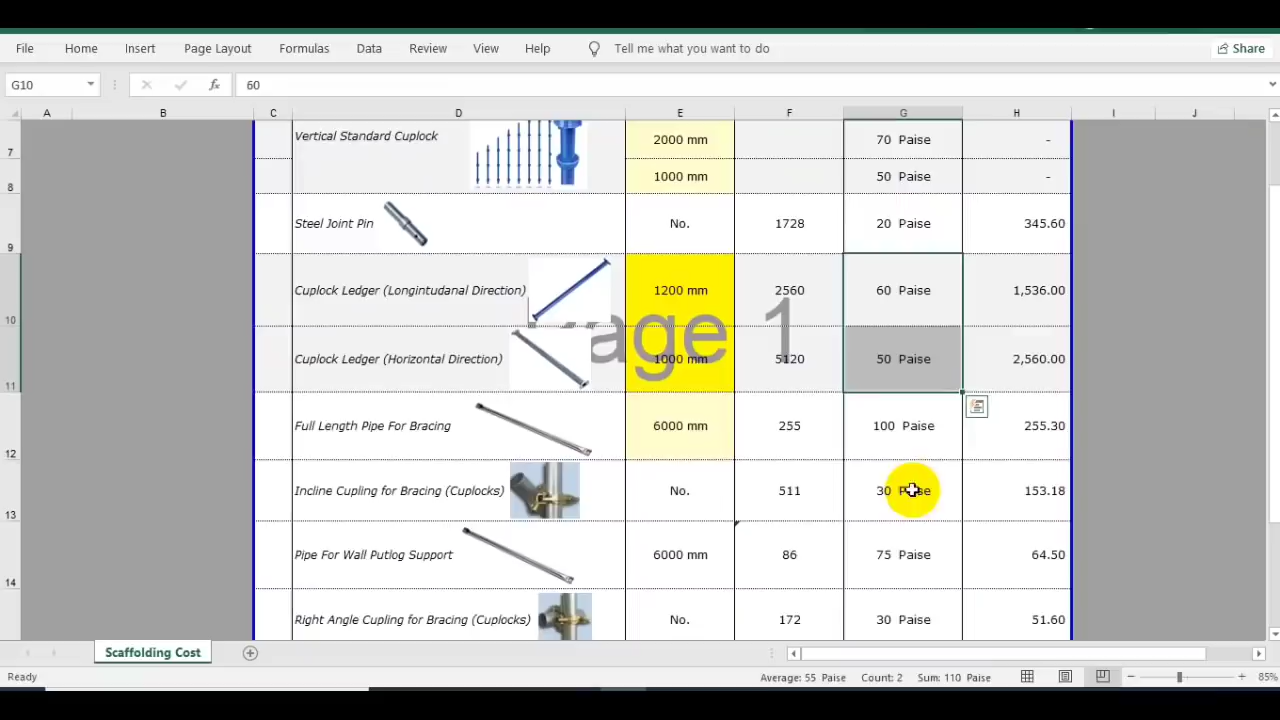 File Home Insert Page Layout Formulas Data Review View Help Tell me what you want to do Share
G10 fx 60
A B C D E F G H I J
7 Vertical Standard Cuplock 2000 mm 70 Paise -
8 1000 mm 50 Paise -
9 Steel Joint Pin No. 1728 20 Paise 345.60
10 Cuplock Ledger (Longintudanal Direction) 1200 mm 2560 60 Paise 1,536.00
11 Cuplock Ledger (Horizontal Direction) 1000 mm 5120 50 Paise 2,560.00
12 Full Length Pipe For Bracing 6000 mm 255 100 Paise 255.30
13 Incline Cupling for Bracing (Cuplocks) No. 511 30 Paise 153.18
14 Pipe For Wall Putlog Support 6000 mm 86 75 Paise 64.50
Right Angle Cupling for Bracing (Cuplocks) No. 172 30 Paise 51.60
Scaffolding Cost
Ready Average: 55 Paise Count: 2 Sum: 110 Paise 85%